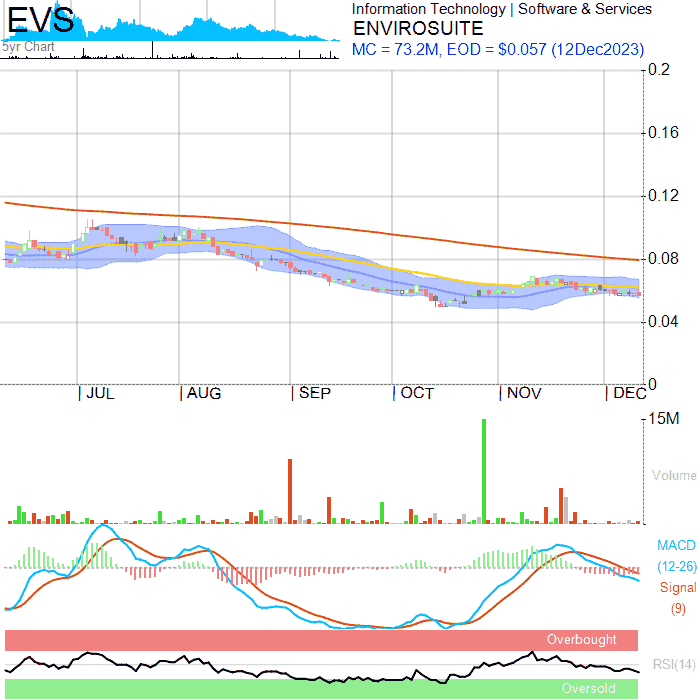 EVS
5yr Chart
Information Technology | Software & Services
ENVIROSUITE
MC = 73.2M, EOD = $0.057 (12Dec2023)
0.2
0.16
0.12
0.08
0.04
0
| JUL | AUG | SEP | OCT | NOV | DEC
15M
Volume
MACD
(12-26)
Signal
(9)
Overbought
RSI(14)
Oversold